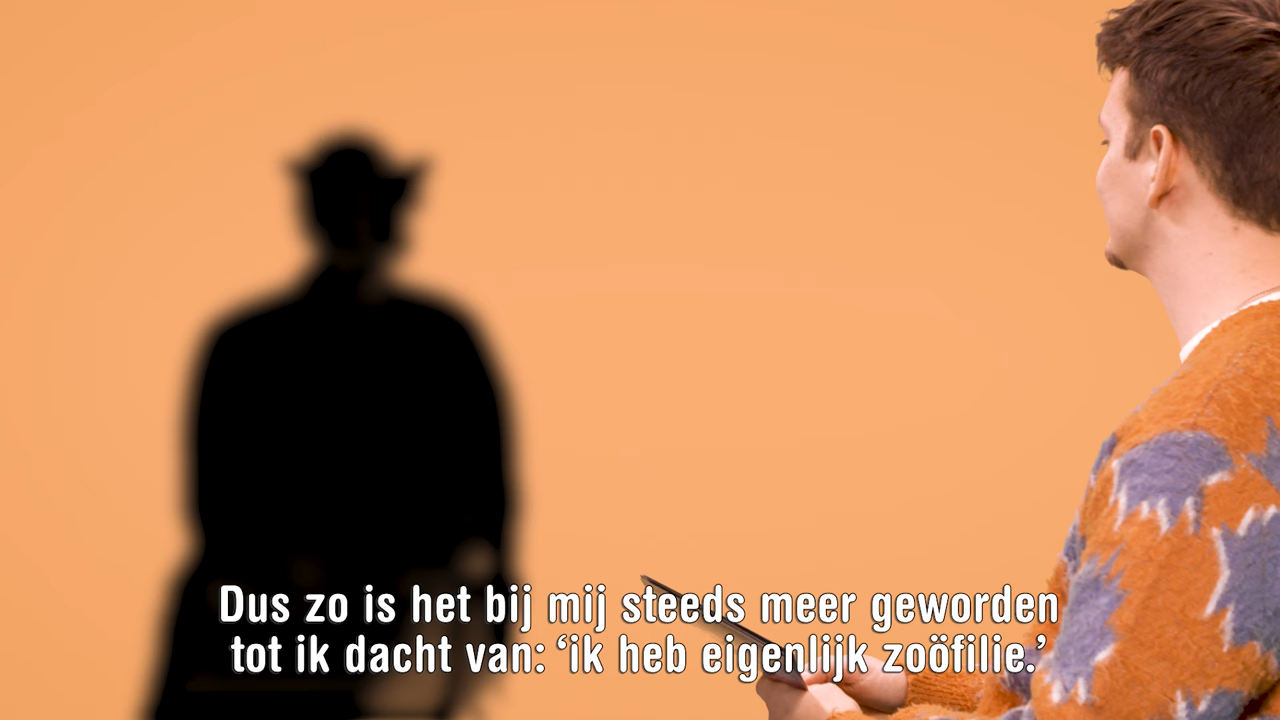 Dus zo is het bij mij steeds meer geworden
tot ik dacht van: ‘ik heb eigenlijk zoöfilie.’